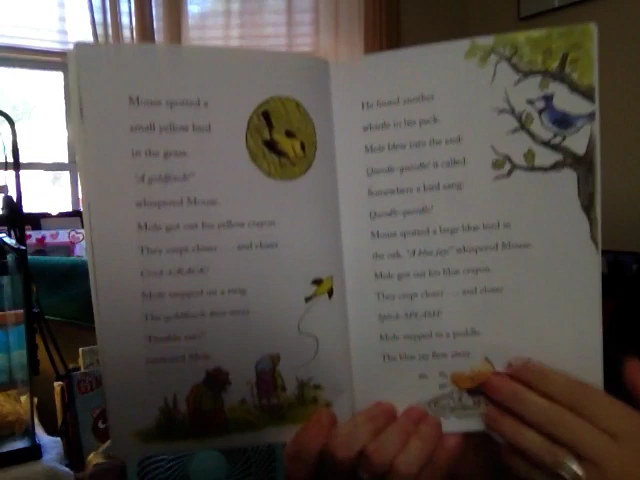 Mouse spotted a
small yellow bird
in the grass.
"A goldfinch!"
whispered Mouse.
Mole got out his yellow crayon.
They crept closer . . . and closer.
Mole stepped on a twig.
The goldfinch flew away.
He found another
whistle in his pack.
Mole blew into the end.
it called.
Somewhere a bird sang.
Mouse spotted a large blue bird in
the oak. "A blue jay!" whispered Mouse.
Mole got out his blue crayon.
They crept closer . . . and closer.
Mole stepped in a puddle.
The blue jay flew away.